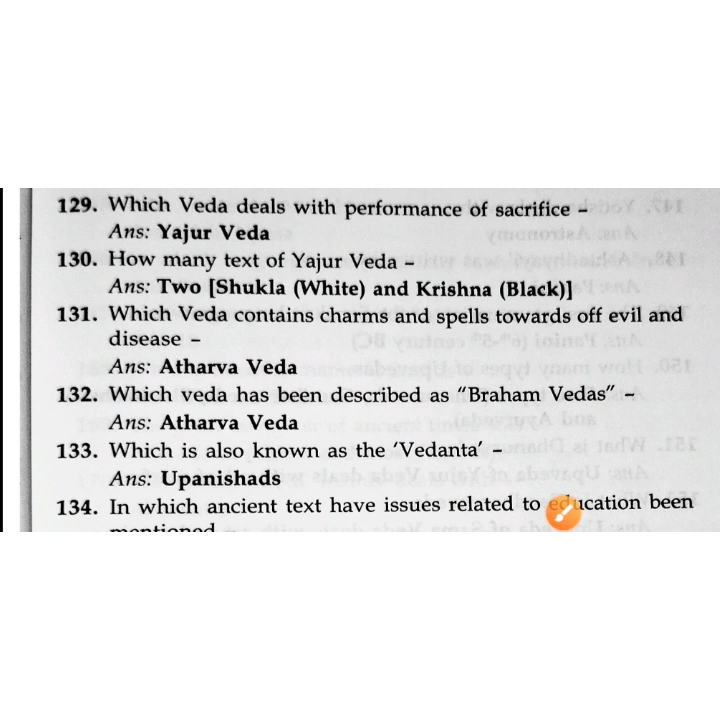 129. Which Veda deals with performance of sacrifice –
Ans: Yajur Veda
130. How many text of Yajur Veda –
Ans: Two [Shukla (White) and Krishna (Black)]
131. Which Veda contains charms and spells towards off evil and
disease –
Ans: Atharva Veda
132. Which veda has been described as “Braham Vedas” –
Ans: Atharva Veda
133. Which is also known as the ‘Vedanta’ –
Ans: Upanishads
134. In which ancient text have issues related to education been
mentioned –